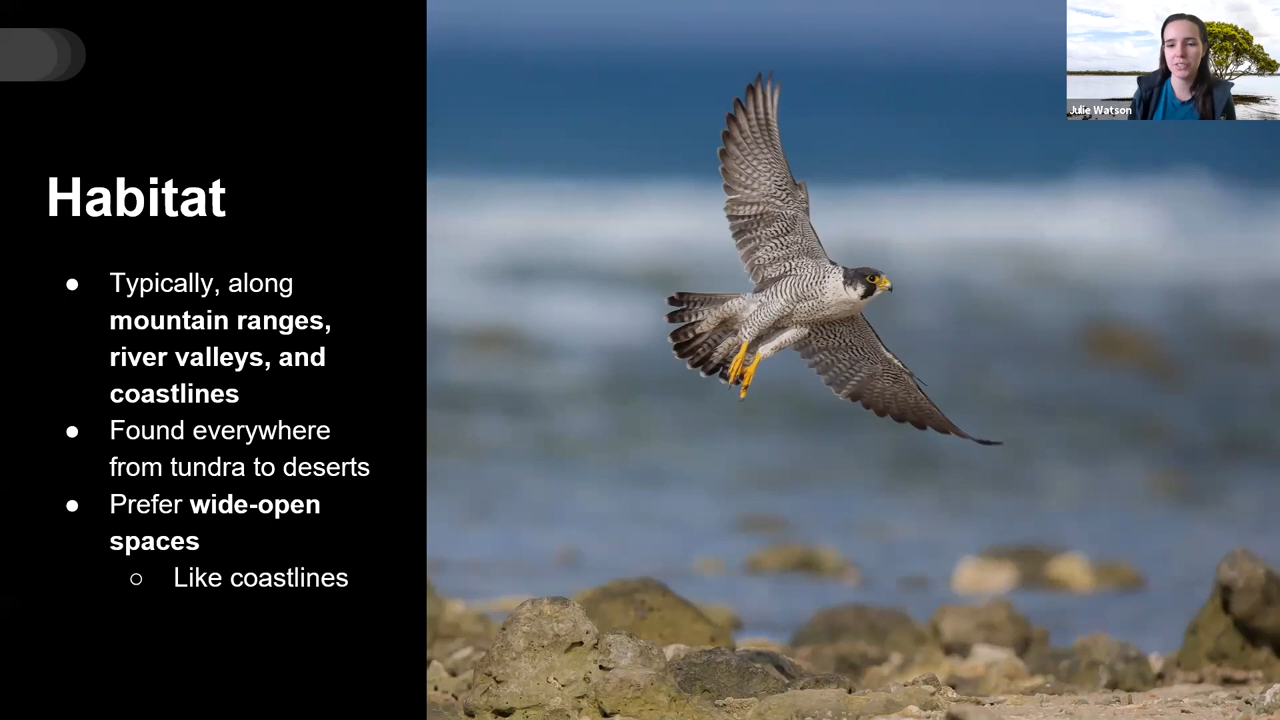 Habitat
● Typically, along
mountain ranges,
river valleys, and
coastlines
● Found everywhere
from tundra to deserts
● Prefer wide-open
spaces
○ Like coastlines
Julie Watson